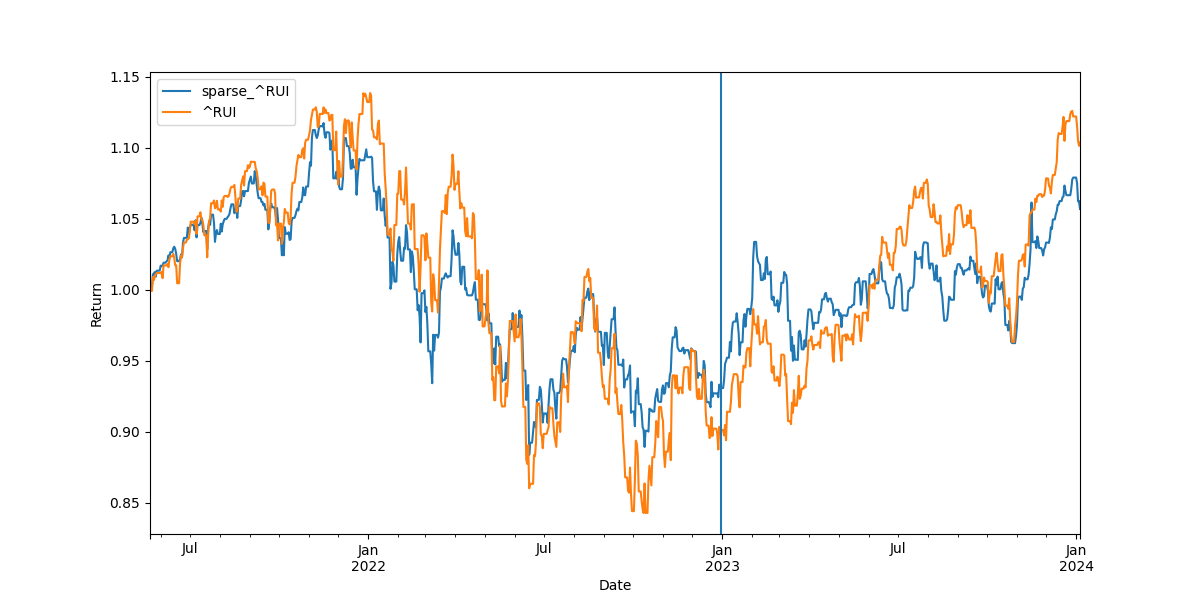 1.15
1.10
1.05
1.00
0.95
0.90
0.85
Return
sparse_^RUI
^RUI
Jul
Jan
2022
Jul
Jan
2023
Jul
Jan
2024
Date